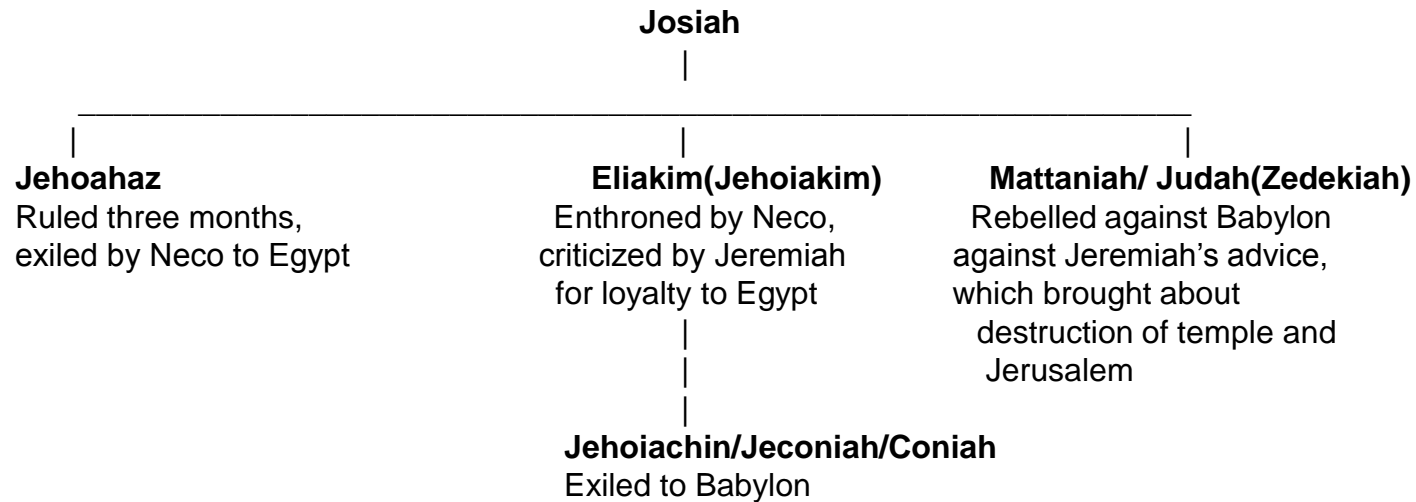 Josiah
|
_______________________________________________________________
| | |
Jehoahaz Eliakim(Jehoiakim) Mattaniah/ Judah(Zedekiah)
Ruled three months, Enthroned by Neco, Rebelled against Babylon
exiled by Neco to Egypt criticized by Jeremiah against Jeremiah’s advice,
for loyalty to Egypt which brought about
| destruction of temple and
| Jerusalem
|
Jehoiachin/Jeconiah/Coniah
Exiled to Babylon